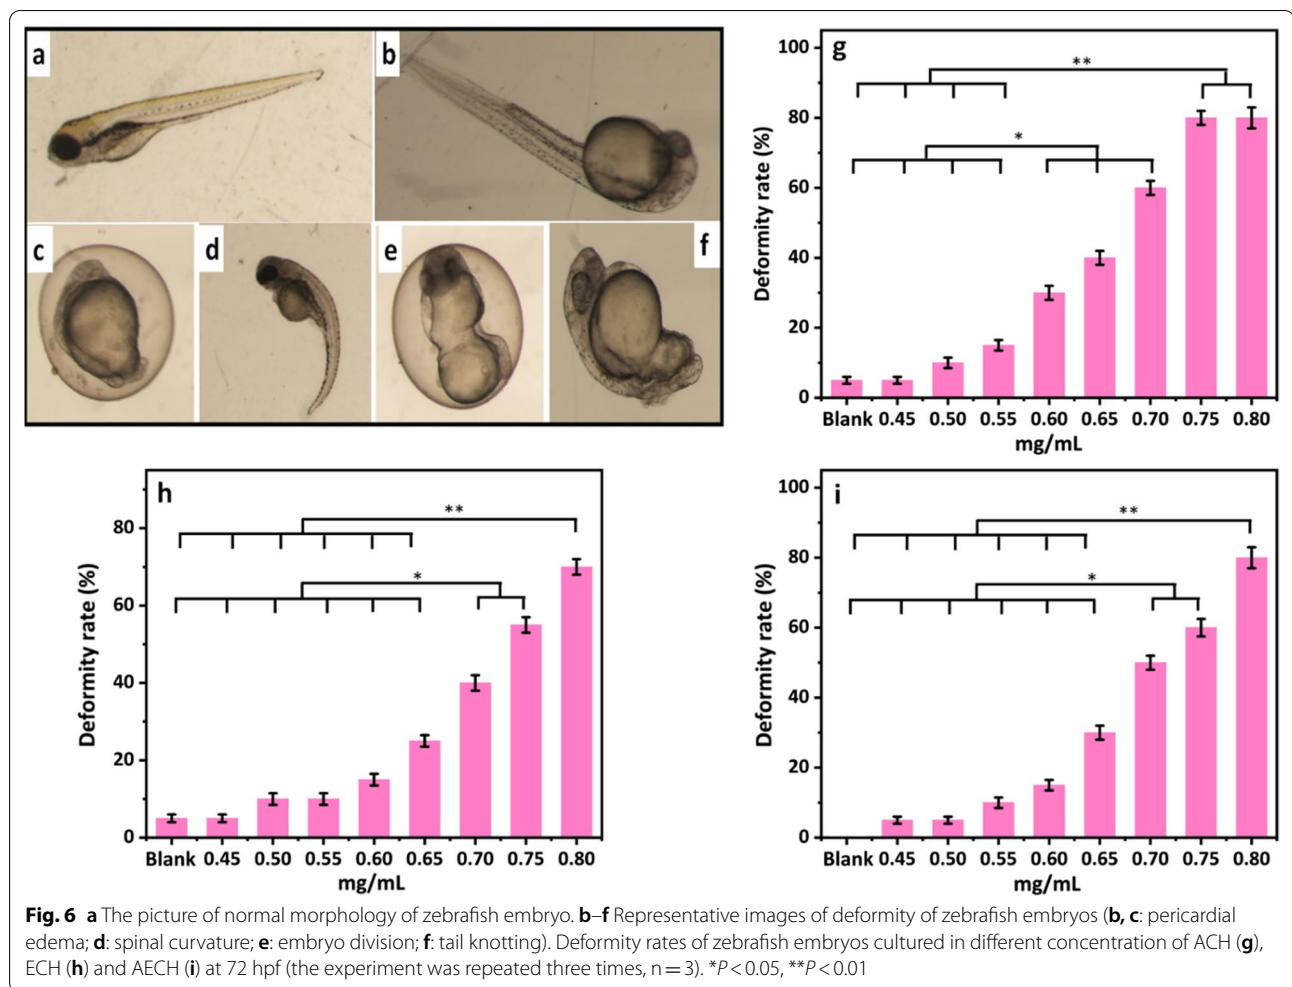 a
b
c
d
e
f
g
100
80
60
40
20
0
Deformity rate (%)
**
*
Blank 0.45 0.50 0.55 0.60 0.65 0.70 0.75 0.80
mg/mL
h
80
60
40
20
0
Deformity rate (%)
**
*
Blank 0.45 0.50 0.55 0.60 0.65 0.70 0.75 0.80
mg/mL
i
100
80
60
40
20
0
Deformity rate (%)
**
*
Blank 0.45 0.50 0.55 0.60 0.65 0.70 0.75 0.80
mg/mL
Fig. 6 a The picture of normal morphology of zebrafish embryo. b–f Representative images of deformity of zebrafish embryos (b, c: pericardial
edema; d: spinal curvature; e: embryo division; f: tail knotting). Deformity rates of zebrafish embryos cultured in different concentration of ACH (g),
ECH (h) and AECH (i) at 72 hpf (the experiment was repeated three times, n = 3). *P < 0.05, **P < 0.01